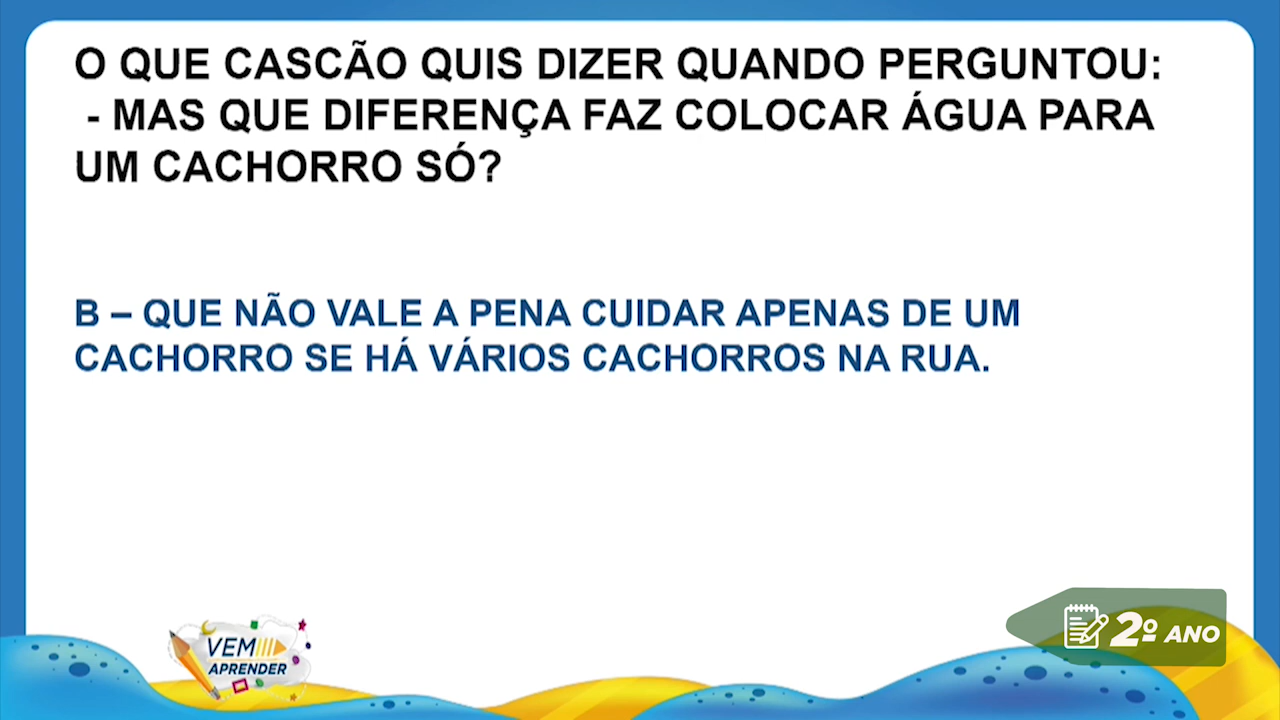 O QUE CASCÃO QUIS DIZER QUANDO PERGUNTOU:
- MAS QUE DIFERENÇA FAZ COLOCAR ÁGUA PARA
UM CACHORRO SÓ?
B – QUE NÃO VALE A PENA CUIDAR APENAS DE UM
CACHORRO SE HÁ VÁRIOS CACHORROS NA RUA.
VEM
APRENDER
2º ANO